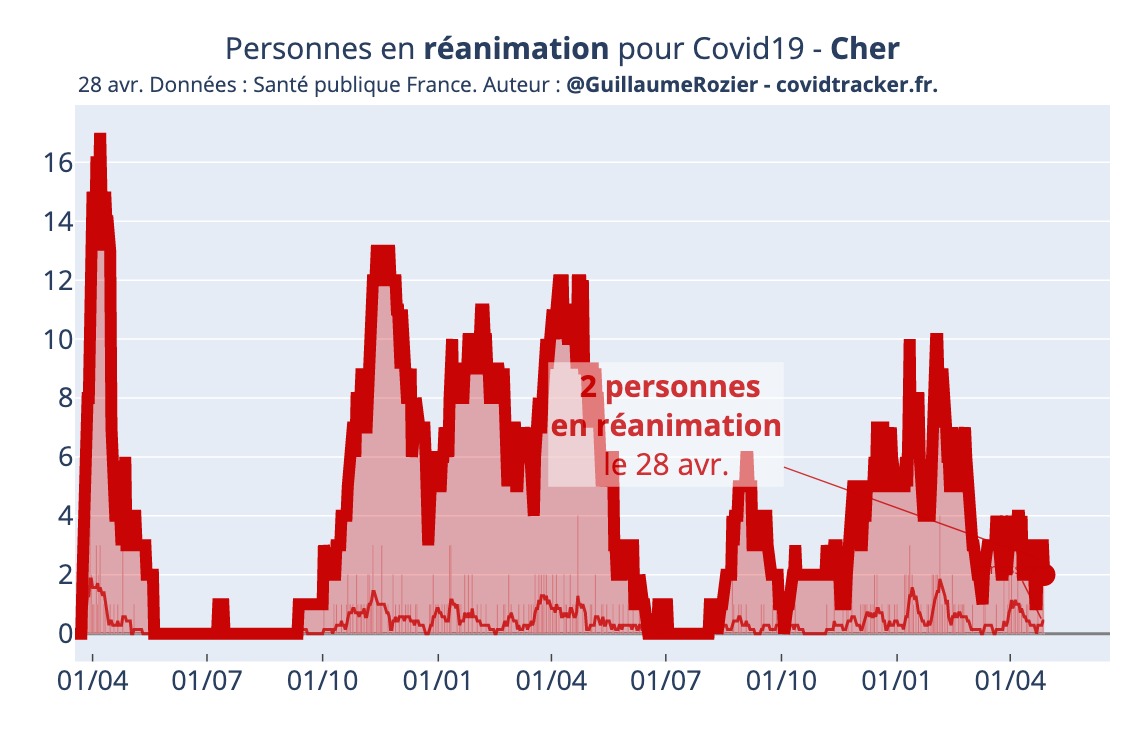 Personnes en réanimation pour Covid19 - Cher
28 avr. Données : Santé publique France. Auteur : @GuillaumeRozier - covidtracker.fr.
16
14
12
10
8
6
4
2
0
2 personnes
en réanimation
le 28 avr.
01/04 01/07 01/10 01/01 01/04 01/07 01/10 01/01 01/04